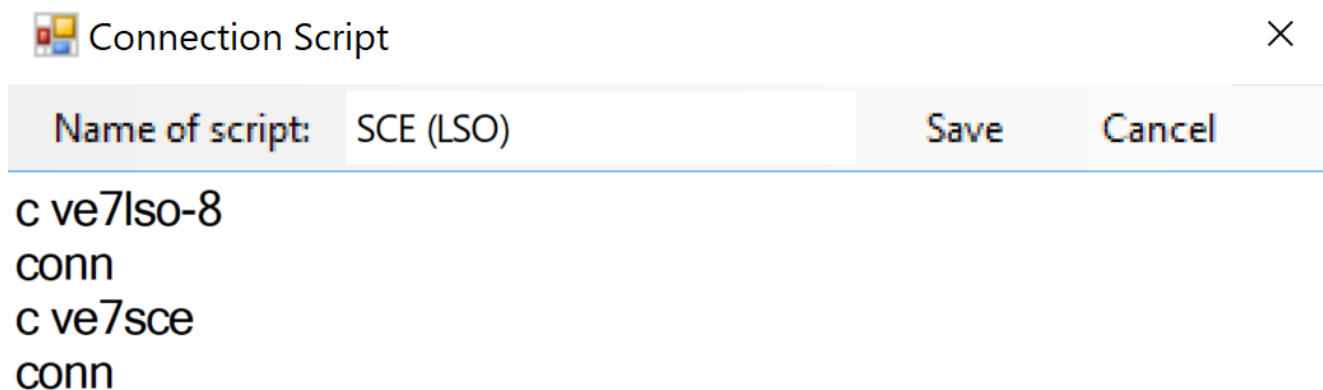 Connection Script
Name of script: SCE (LSO) Save Cancel
c ve7lso-8
conn
c ve7sce
conn